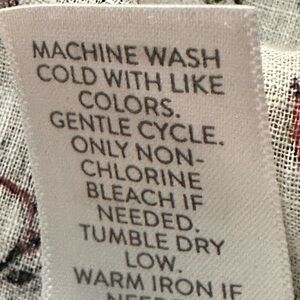 MACHINE WASH
COLD WITH LIKE
COLORS.
GENTLE CYCLE.
ONLY NON-
CHLORINE
BLEACH IF
NEEDED.
TUMBLE DRY
LOW.
WARM IRON IF